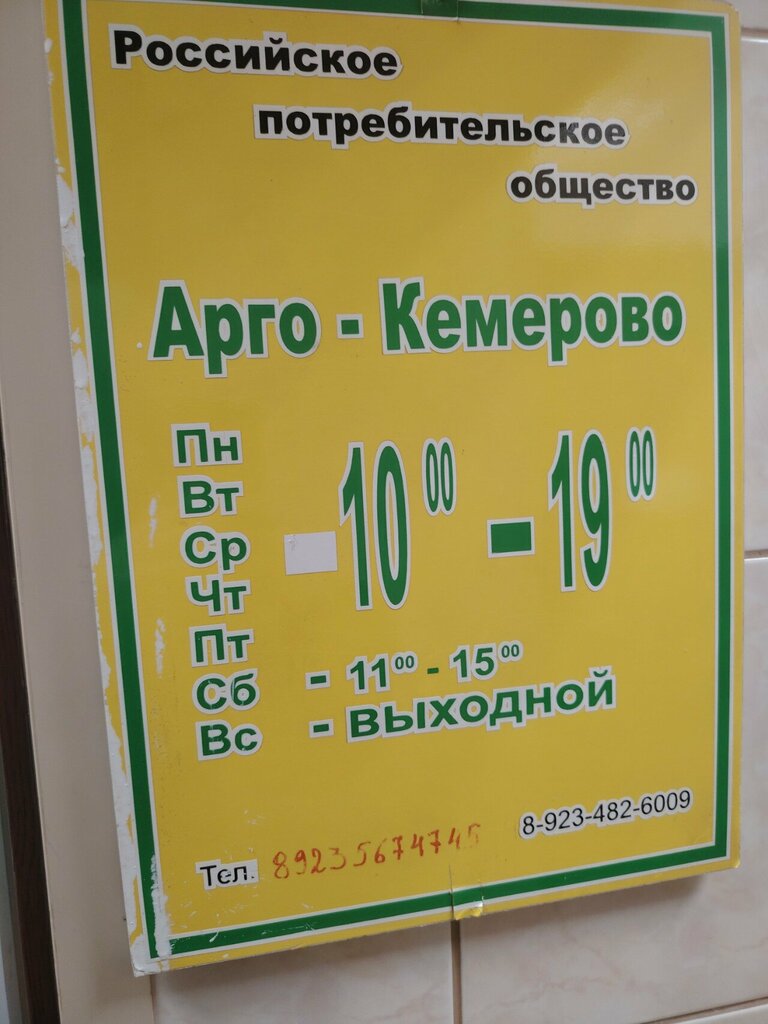 Российское
потребительское
общество
Арго - Кемерово
Пн
Вт
Ср - 10 00 - 19 00
Чт
Пт
Сб - 11 00 - 15 00
Вс - выходной
8-923-482-6009
Тел. 89235674745